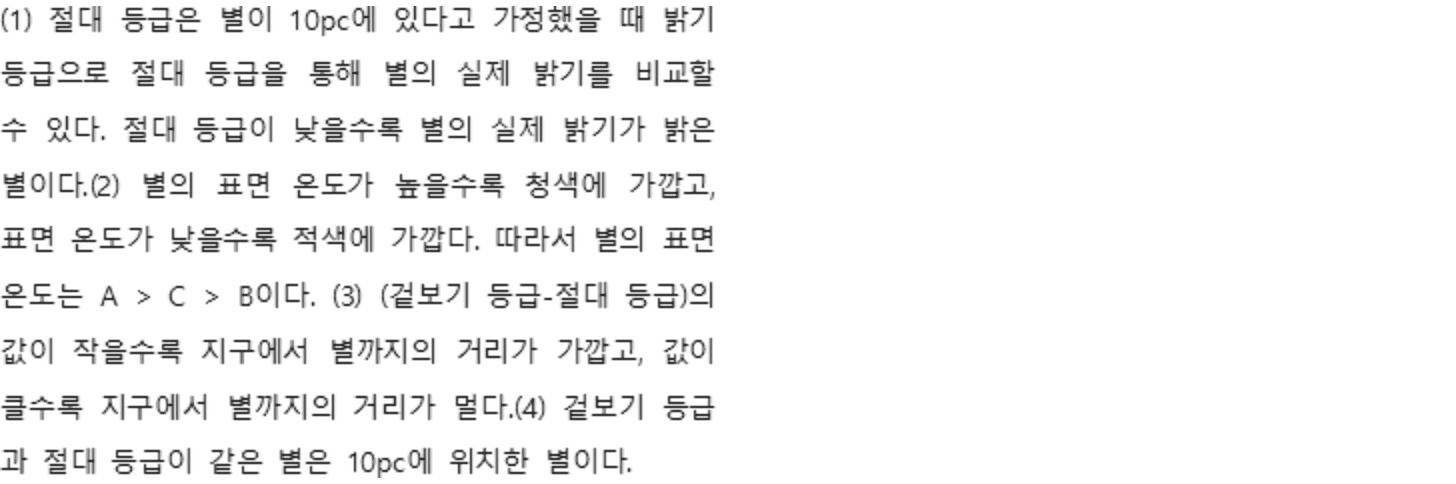 (1) 절대 등급은 별이 10pc에 있다고 가정했을 때 밝기
등급으로 절대 등급을 통해 별의 실제 밝기를 비교할
수 있다. 절대 등급이 낮을수록 별의 실제 밝기가 밝은
별이다.(2) 별의 표면 온도가 높을수록 청색에 가깝고,
표면 온도가 낮을수록 적색에 가깝다. 따라서 별의 표면
온도는 A > C > B이다. (3) (겉보기 등급-절대 등급)의
값이 작을수록 지구에서 별까지의 거리가 가깝고, 값이
클수록 지구에서 별까지의 거리가 멀다.(4) 겉보기 등급
과 절대 등급이 같은 별은 10pc에 위치한 별이다.